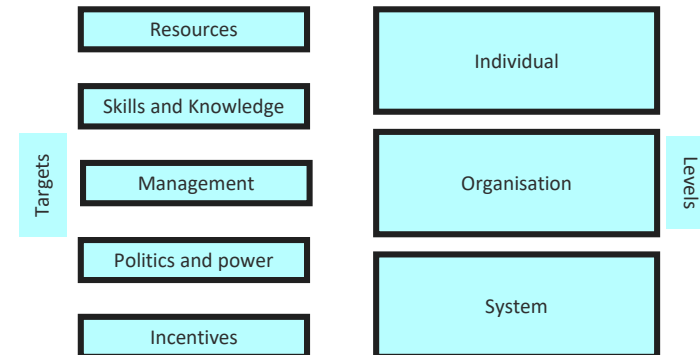 Resources
Skills and Knowledge
Targets
Management
Politics and power
Incentives
Individual
Organisation
System
Levels